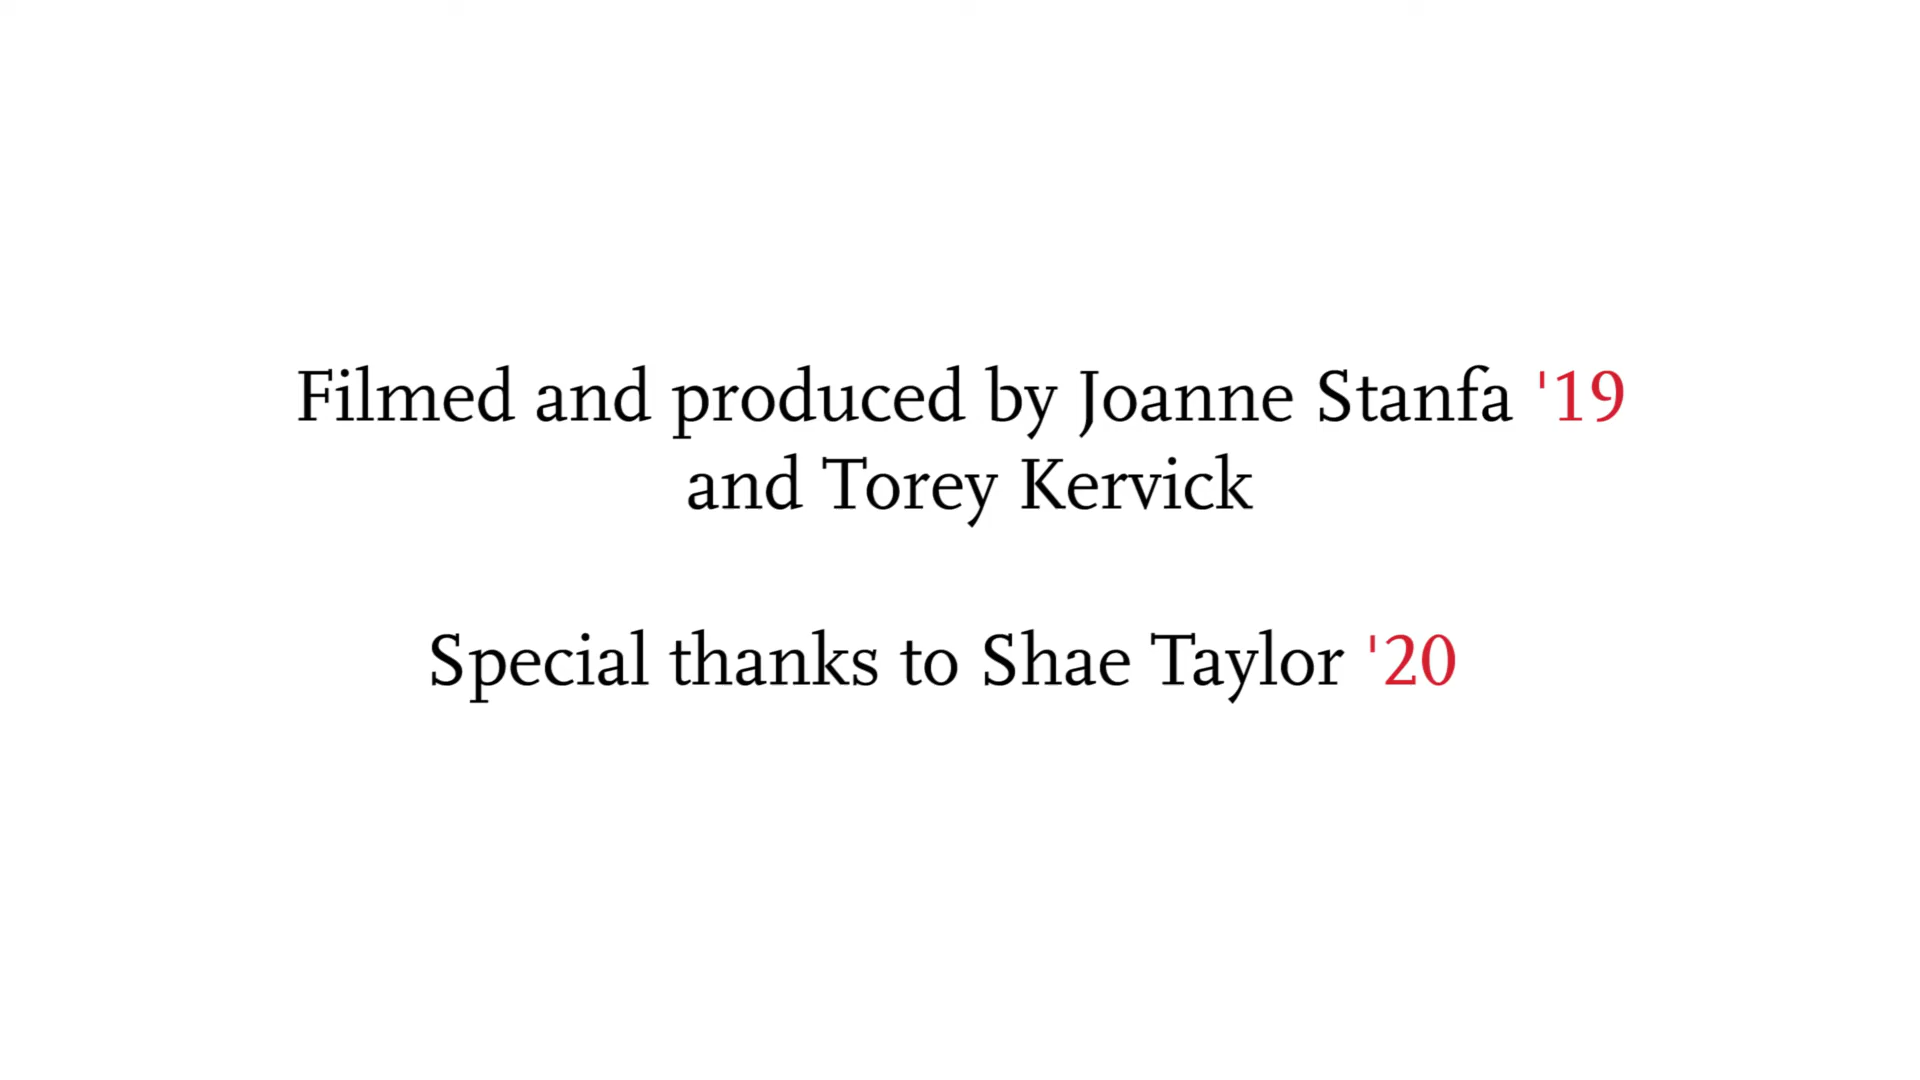 Filmed and produced by Joanne Stanfa '19
and Torey Kervick
Special thanks to Shae Taylor '20